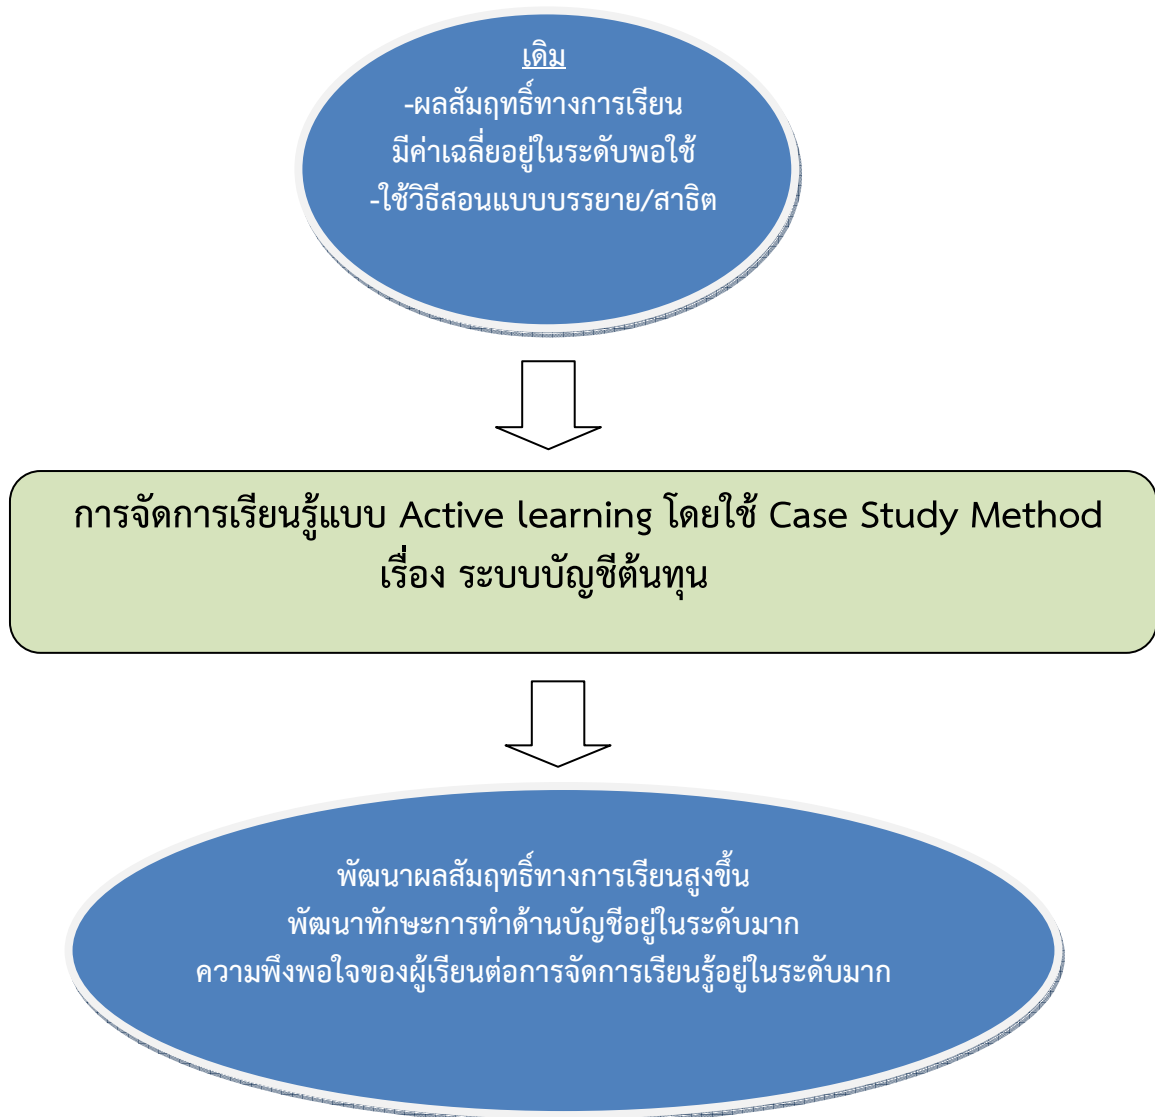 เดิม
-ผลสัมฤทธิ์ทางการเรียน
มีค่าเฉลี่ยอยู่ในระดับพอใช้
-ใช้วิธีสอนแบบบรรยาย/สาธิต
การจัดการเรียนรู้แบบ Active learning โดยใช้ Case Study Method
เรื่อง ระบบบัญชีต้นทุน
พัฒนาผลสัมฤทธิ์ทางการเรียนสูงขึ้น
พัฒนาทักษะการทำด้านบัญชีอยู่ในระดับมาก
ความพึงพอใจของผู้เรียนต่อการจัดการเรียนรู้อยู่ในระดับมาก